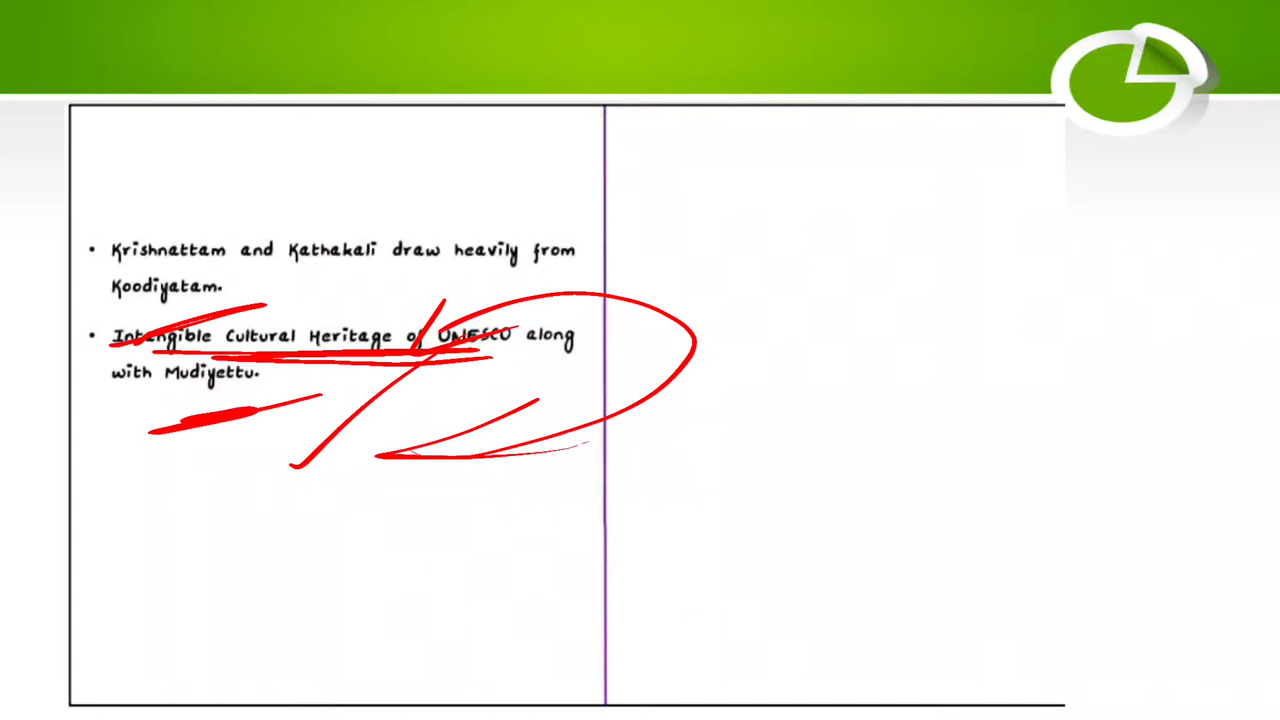 • Krishnattam and Kathakali draw heavily from
Koodiyatam.
• Intangible Cultural Heritage of UNESCO along
with Mudiyettu.